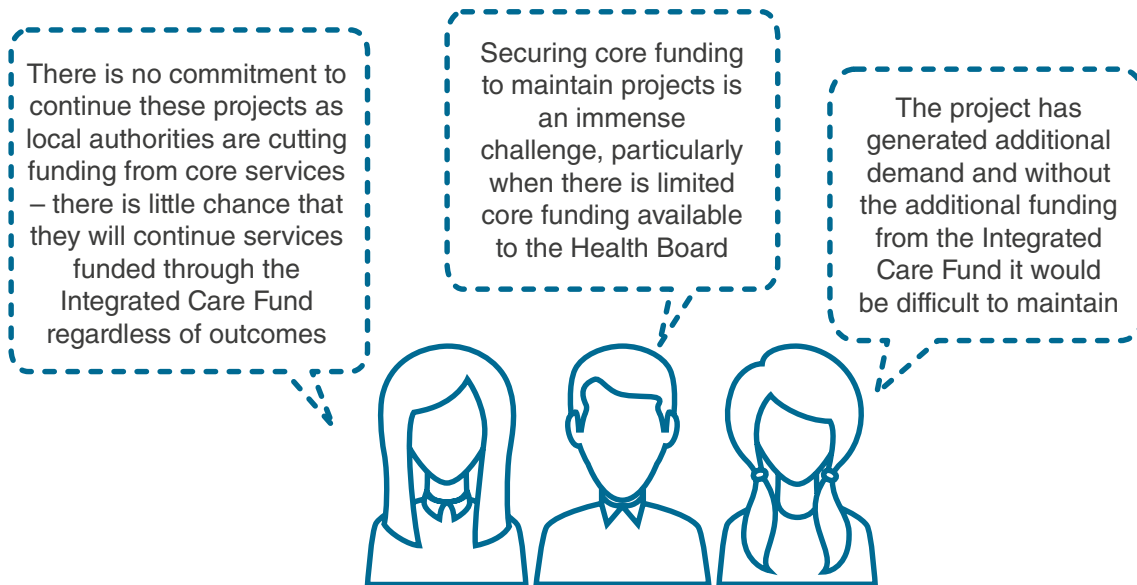 There is no commitment to
continue these projects as
local authorities are cutting
funding from core services
– there is little chance that
they will continue services
funded through the
Integrated Care Fund
regardless of outcomes
Securing core funding
to maintain projects is
an immense
challenge, particularly
when there is limited
core funding available
to the Health Board
The project has
generated additional
demand and without
the additional funding
from the Integrated
Care Fund it would
be difficult to maintain